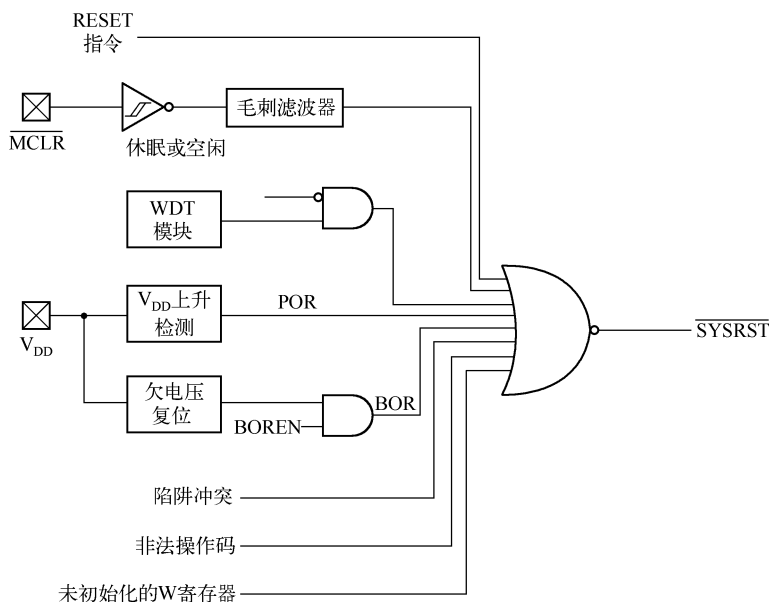 RESET
指令
毛刺滤波器
MCLR
休眠或空闲
WDT
模块
VDD上升
检测
POR
VDD
SYSRST
欠电压
复位
BOREN
BOR
陷阱冲突
非法操作码
未初始化的W寄存器